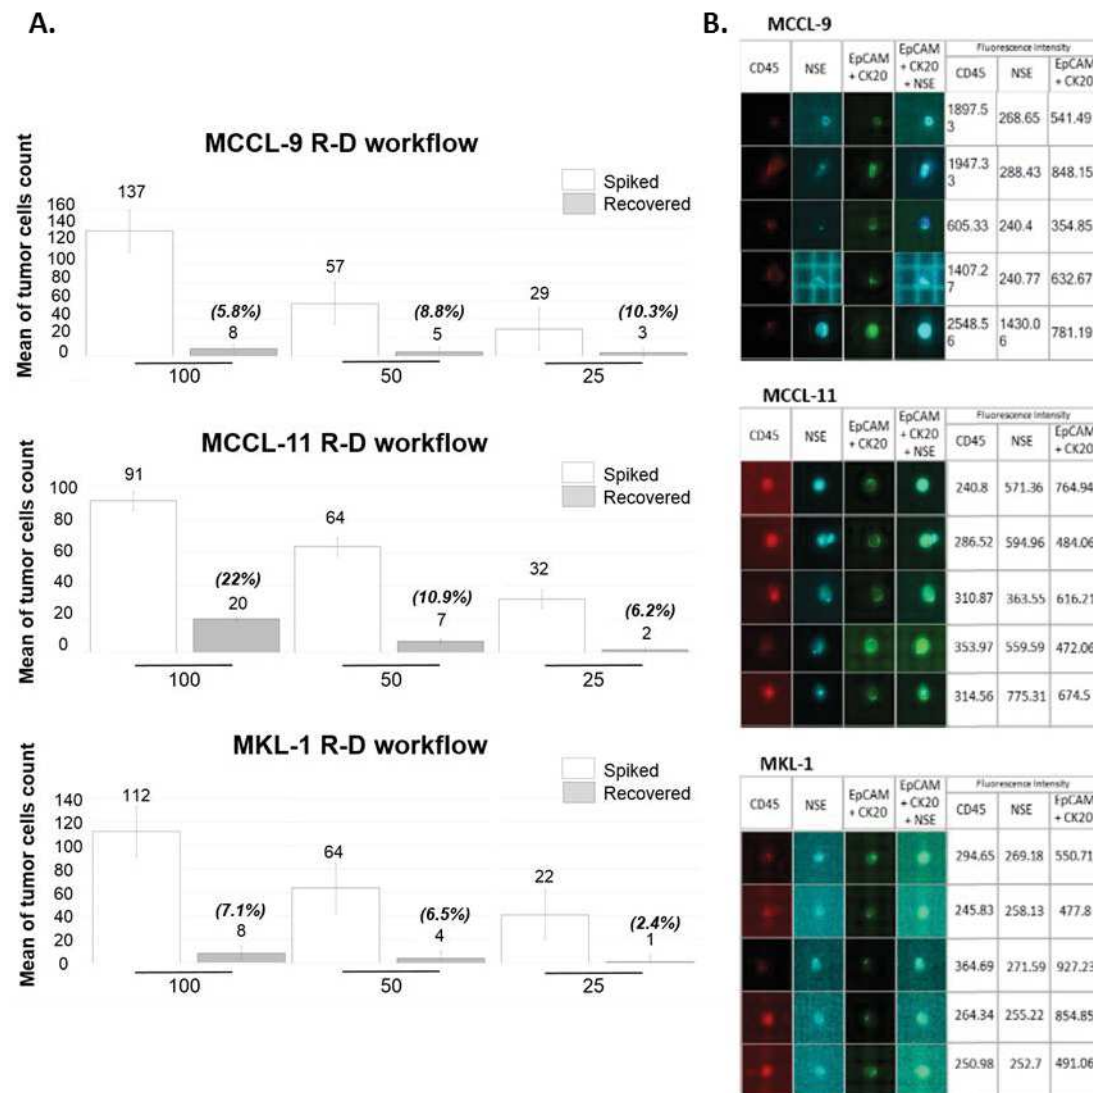 A.
MCCL-9 R-D workflow
Spiked
Recovered
Mean of tumor cells count
160
140
120
100
80
60
40
20
0
137
(5.8%)
8
57
(8.8%)
5
29
(10.3%)
3
100
50
25
MCCL-11 R-D workflow
Spiked
Recovered
Mean of tumor cells count
100
80
60
40
20
0
91
(22%)
20
64
(10.9%)
7
32
(6.2%)
2
100
50
25
MKL-1 R-D workflow
Spiked
Recovered
Mean of tumor cells count
140
120
100
80
60
40
20
0
112
(7.1%)
8
64
(6.5%)
4
22
(2.4%)
1
100
50
25
B.
MCCL-9
Fluorescence Intensity
CD45 NSE EpCAM + CK20 EpCAM + CK20 + NSE CD45 NSE EpCAM + CK20
1897.53 268.65 541.49
1947.33 288.43 848.15
605.33 240.4 354.85
1407.27 240.77 632.67
2548.56 1430.06 781.19
MCCL-11
Fluorescence Intensity
CD45 NSE EpCAM + CK20 EpCAM + CK20 + NSE CD45 NSE EpCAM + CK20
240.8 571.36 764.94
286.52 594.96 484.06
310.87 363.55 616.21
353.97 559.59 472.06
314.56 775.31 674.5
MKL-1
Fluorescence Intensity
CD45 NSE EpCAM + CK20 EpCAM + CK20 + NSE CD45 NSE EpCAM + CK20
294.65 269.18 550.71
245.83 258.13 477.8
364.69 271.59 927.23
264.34 255.22 854.85
250.98 252.7 491.06